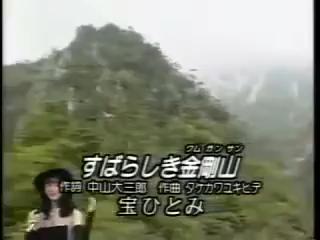 クム ガン サン
すばらしき金剛山
作詞 中山大三郎 作曲 タケカワユキヒデ
宝ひとみ